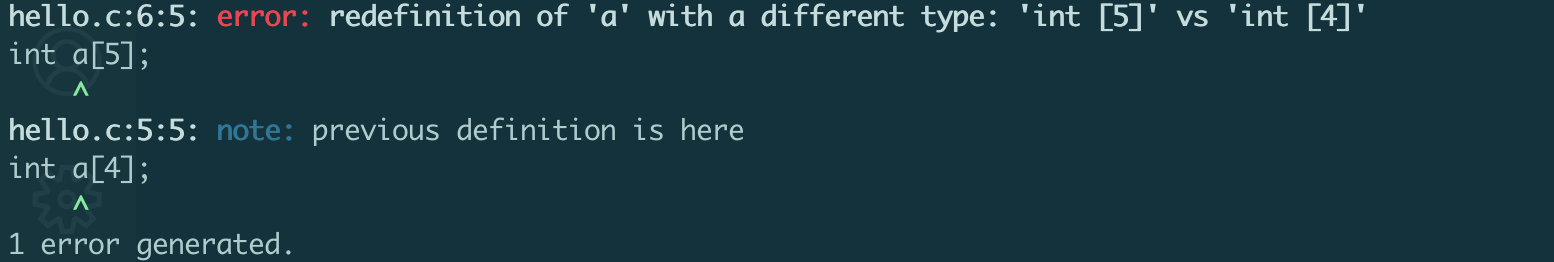 hello.c:6:5: error: redefinition of 'a' with a different type: 'int [5]' vs 'int [4]'
int a[5];
    ^
hello.c:5:5: note: previous definition is here
int a[4];
    ^
1 error generated.